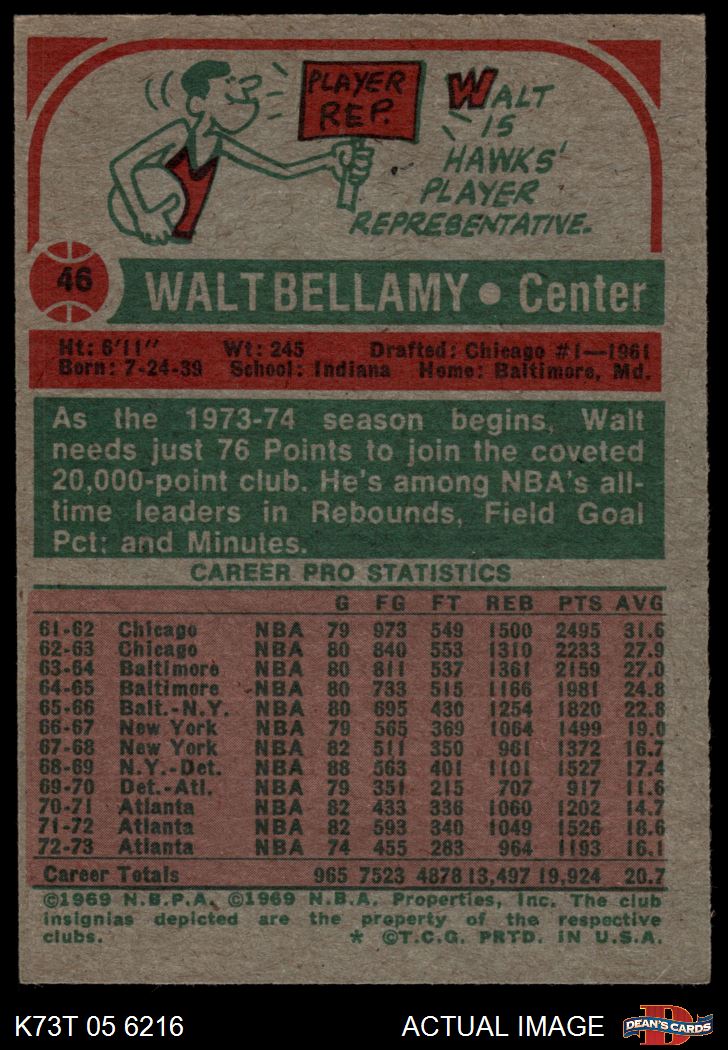 PLAYER
REP.
WALT
IS
HAWKS'
PLAYER
REPRESENTATIVE.
46
WALT BELLAMY • Center
Ht: 6'11" Wt: 245 Drafted: Chicago #1—1961
Born: 7-24-39 School: Indiana Home: Baltimore, Md.
As the 1973-74 season begins, Walt
needs just 76 Points to join the coveted
20,000-point club. He's among NBA's all-
time leaders in Rebounds, Field Goal
Pct: and Minutes.
CAREER PRO STATISTICS
G FG FT REB PTS AVG
61-62 Chicago NBA 79 973 549 1500 2495 31.6
62-63 Chicago NBA 80 840 553 1310 2233 27.9
63-64 Baltimore NBA 80 811 537 1361 2159 27.0
64-65 Baltimore NBA 80 733 515 1166 1981 24.8
65-66 Balt.-N.Y. NBA 80 695 430 1254 1820 22.8
66-67 New York NBA 79 565 369 1064 1499 19.0
67-68 New York NBA 82 511 350 961 1372 16.7
68-69 N.Y.-Det. NBA 88 563 401 1101 1527 17.4
69-70 Det.-Atl. NBA 79 351 215 707 917 11.6
70-71 Atlanta NBA 82 433 336 1060 1202 14.7
71-72 Atlanta NBA 82 593 340 1049 1526 18.6
72-73 Atlanta NBA 74 455 283 964 1193 16.1
Career Totals 965 7523 4878 13,497 19,924 20.7
©1969 N.B.P.A. ©1969 N.B.A. Properties, Inc. The club
insignias depicted are the property of the respective
clubs. * ©T.C.G. PRTD. IN U.S.A.
K73T 05 6216 ACTUAL IMAGE
D
DEAN'S CARDS